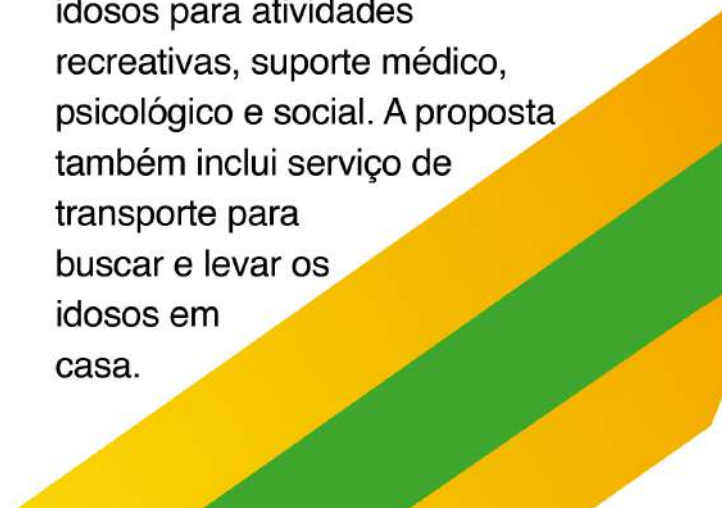 idosos para atividades
recreativas, suporte médico,
psicológico e social. A proposta
também inclui serviço de
transporte para
buscar e levar os
idosos em
casa.